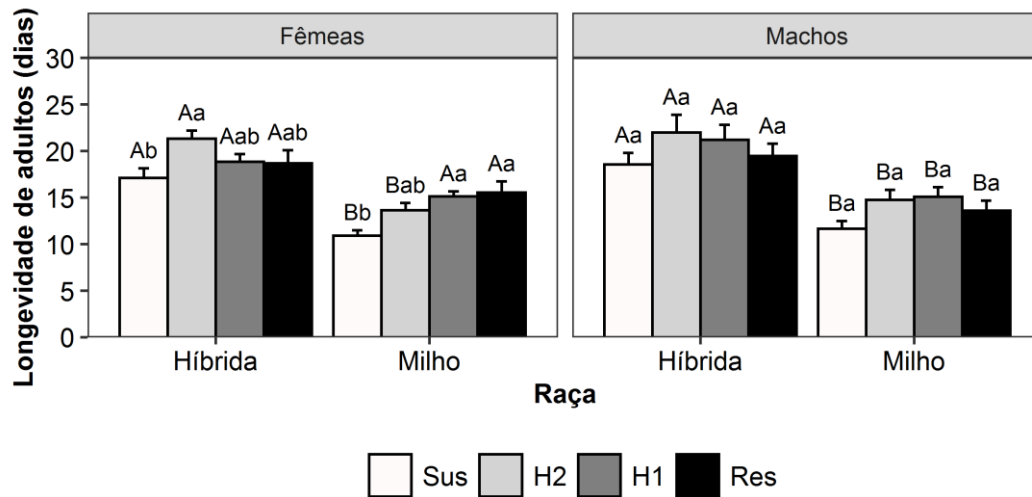 Fêmeas Machos
Longevidade de adultos (dias)
30
25
20
15
10
5
0
Ab Aa Aab Aab Bb Bab Aa Aa
Aa Aa Aa Aa Ba Ba Ba Ba
Híbrida Milho Híbrida Milho
Raça
Sus H2 H1 Res